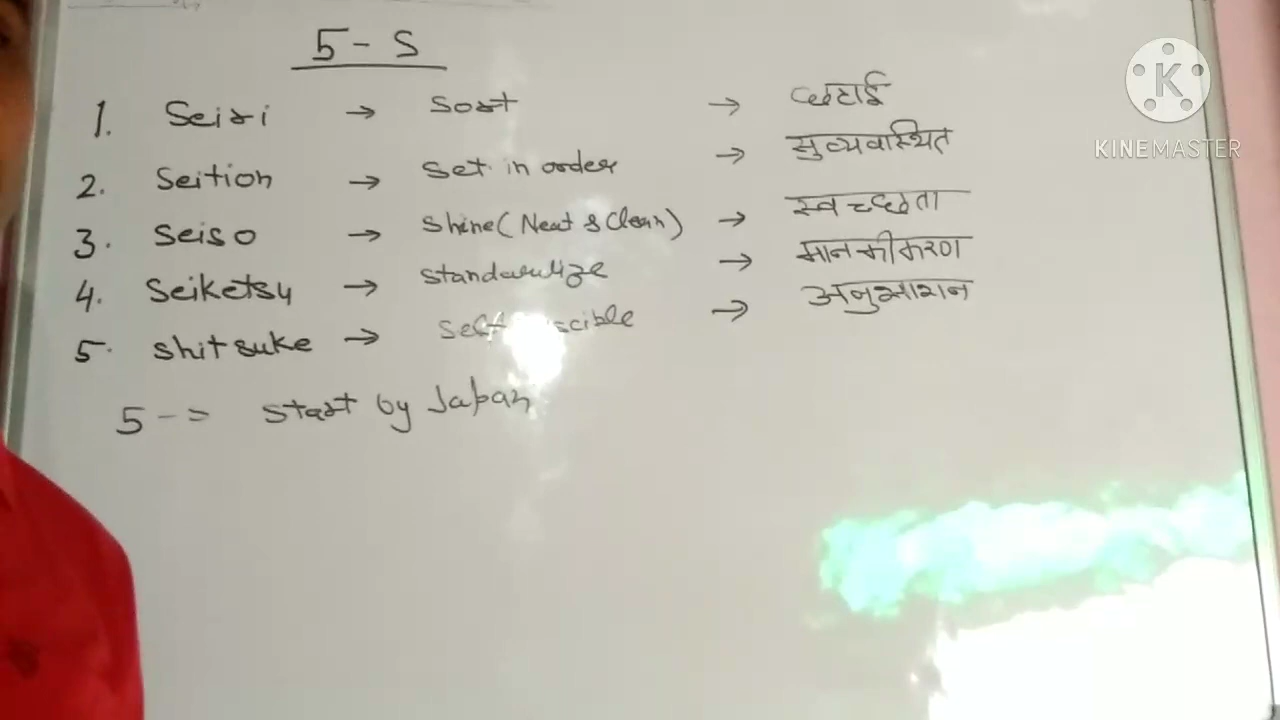 5 - S
1. Seiri → Sort → छटाई
2. Seition → Set in order → सुव्यवस्थित
3. Seiso → Shine (Neat & Clean) → स्वच्छता
4. Seiketsu → Standardize → मानकीकरण
5. Shitsuke → Self → अनुशासन
5 - => Start by Japan
K
KINEMASTER